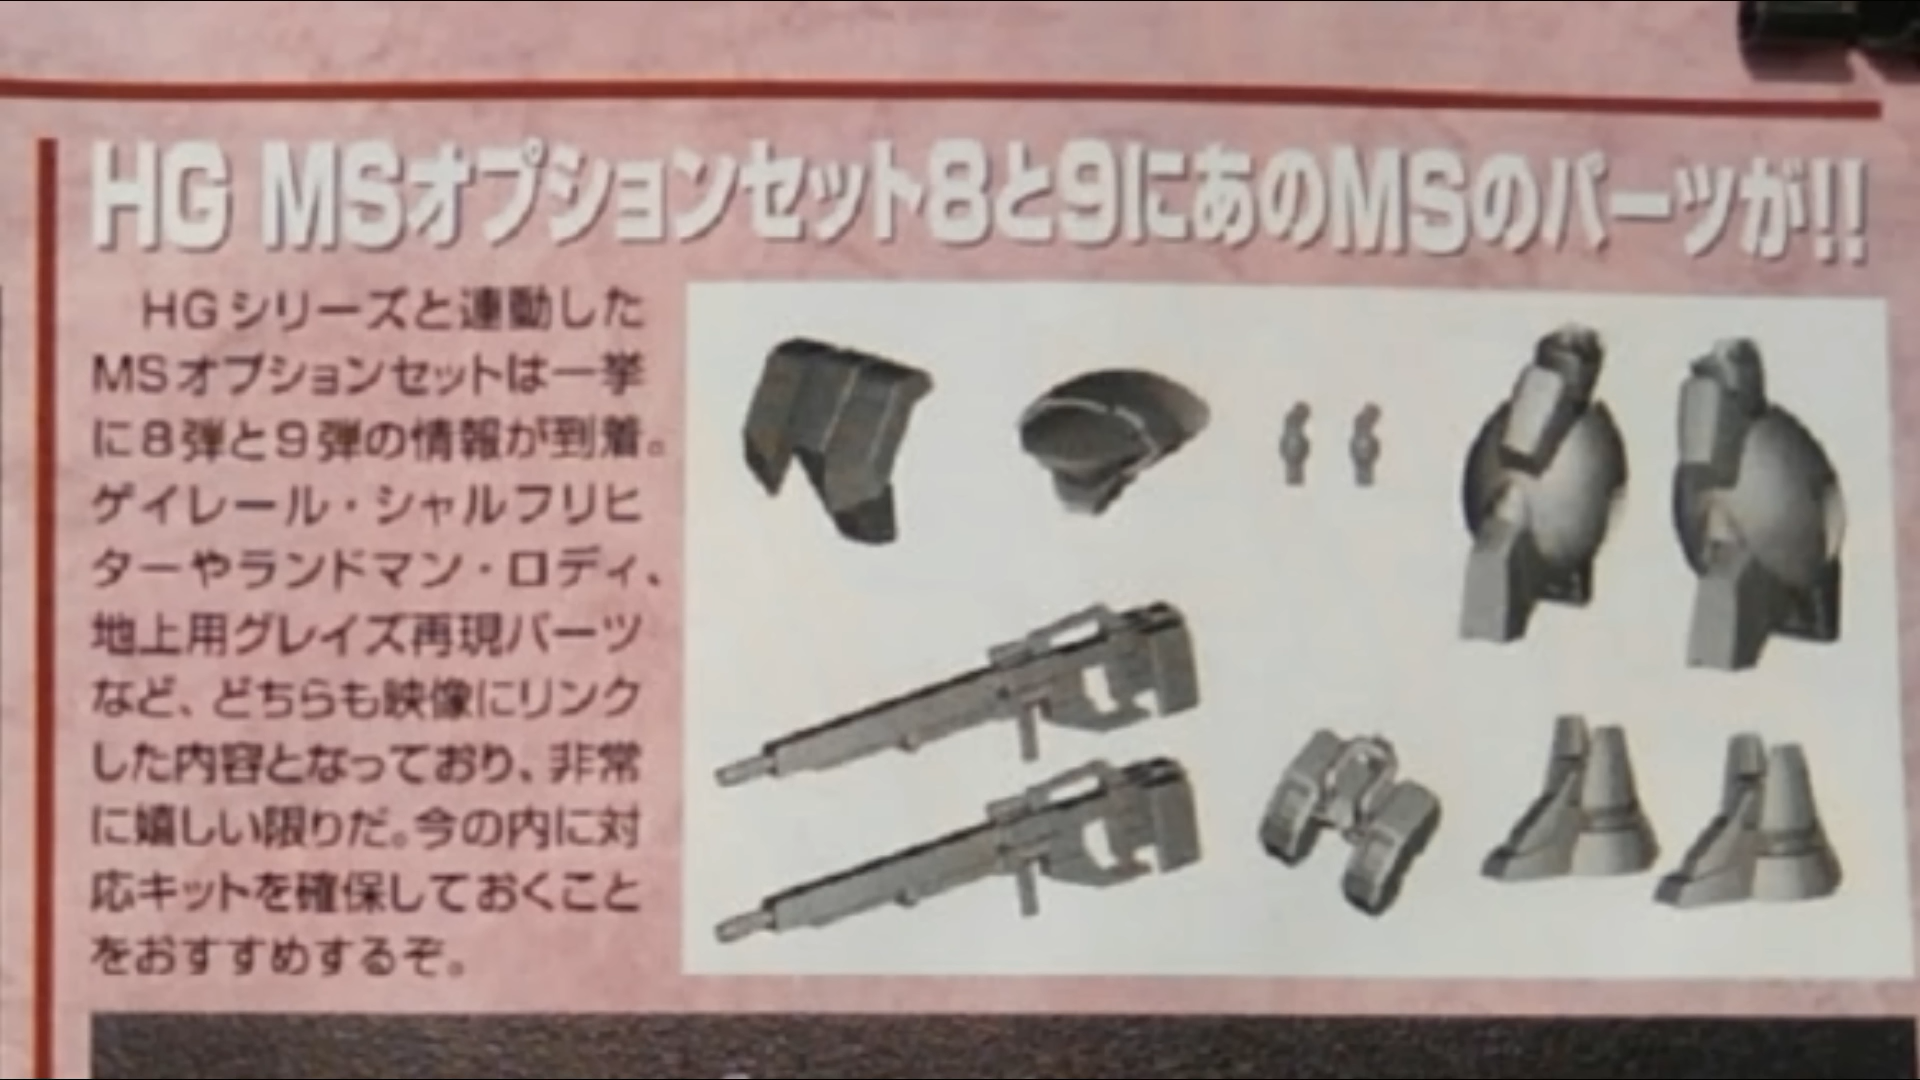 HG MSオプションセット8と9にあのMSのパーツが!!
HGシリーズと連動した
MSオプションセットは一挙
に8弾と9弾の情報が到着。
ゲイレール・シャルフリヒ
ターやランドマン・ロディ、
地上用グレイズ再現パーツ
など、どちらも映像にリンク
した内容となっており、非常
に嬉しい限りだ。今の内に対
応キットを確保しておくこと
をおすすめするぞ。